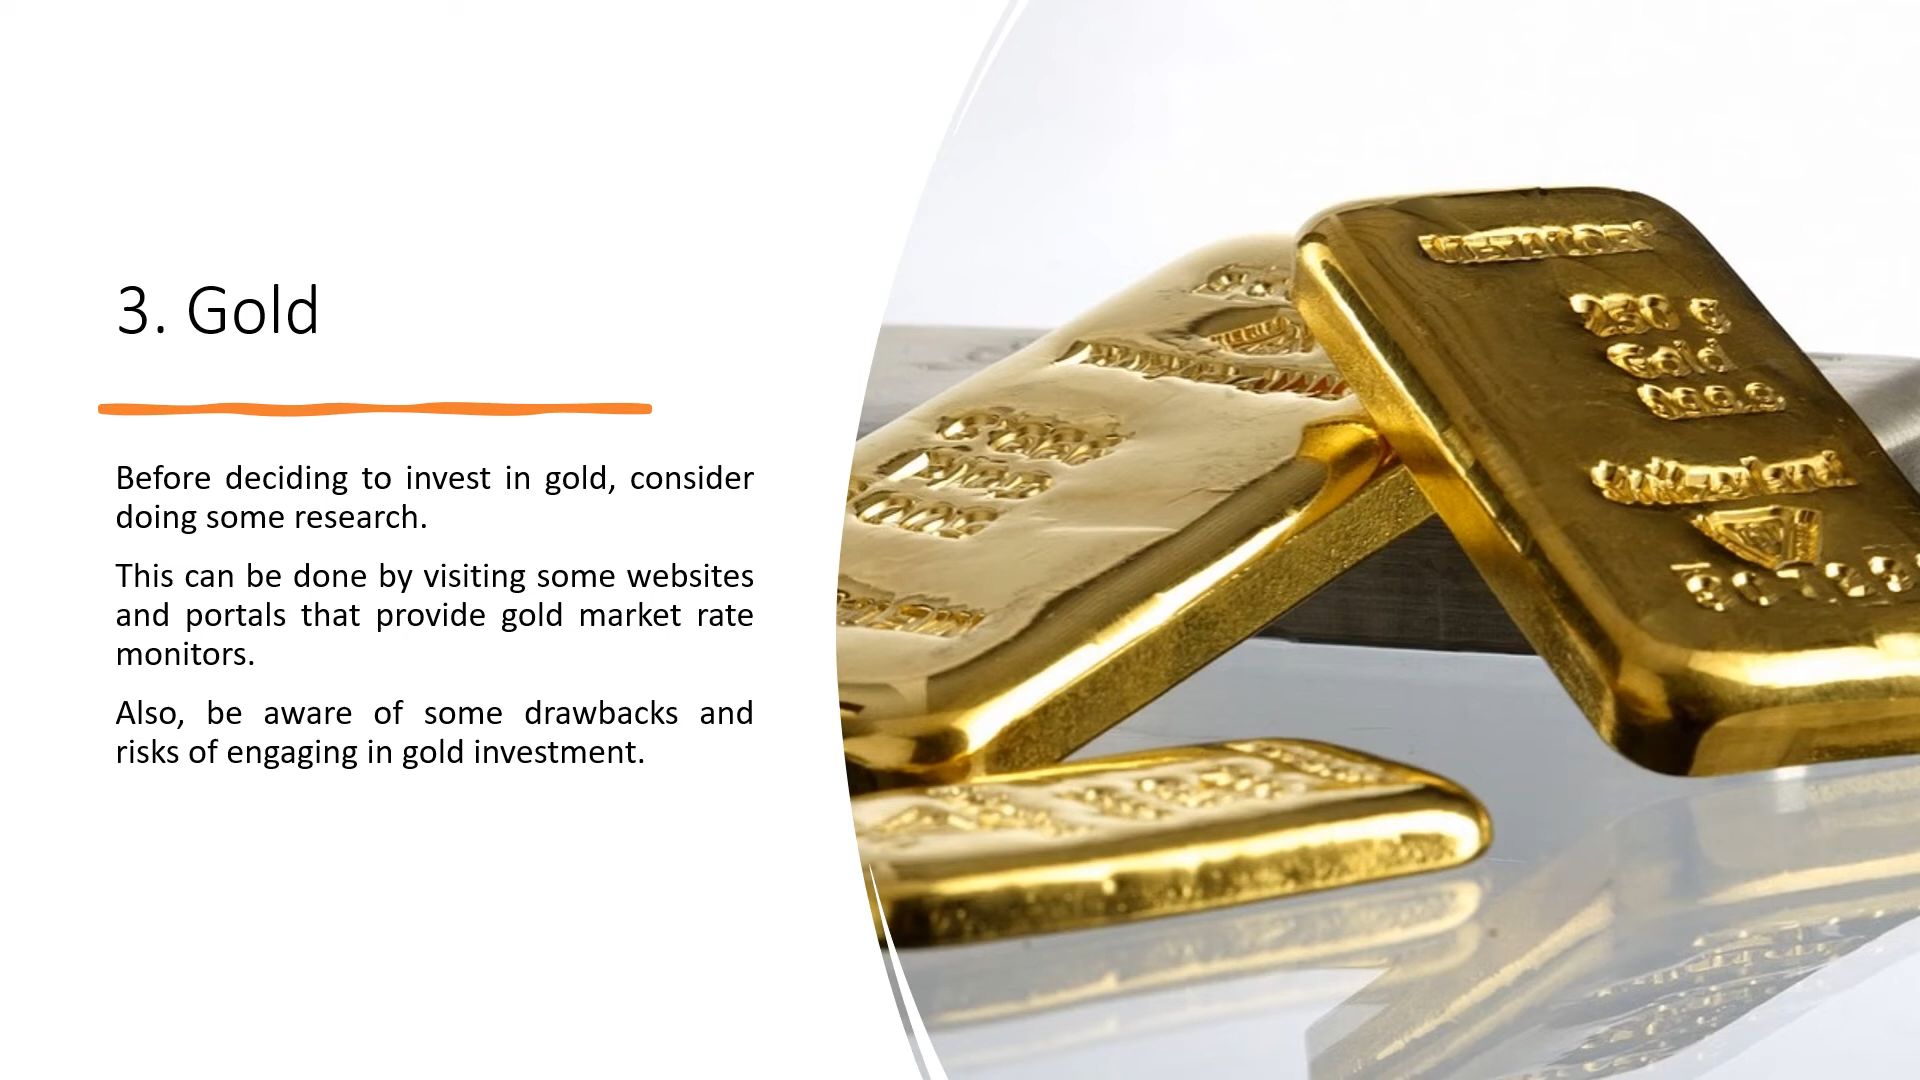 3. Gold
Before deciding to invest in gold, consider
doing some research.
This can be done by visiting some websites
and portals that provide gold market rate
monitors.
Also, be aware of some drawbacks and
risks of engaging in gold investment.
Gold